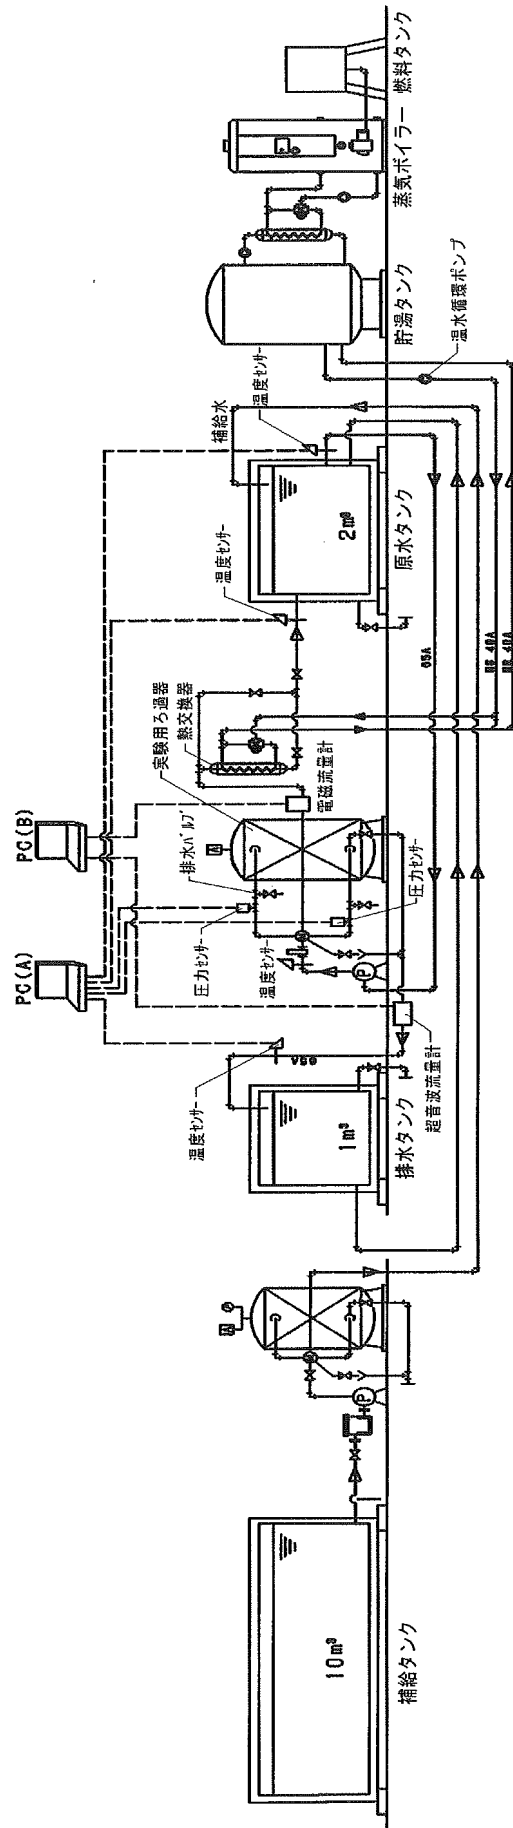 PC(A)
PC(B)
温度センサー
排水バルブ
圧力センサー
温度センサー
実験用ろ過器
熱交換器
電磁流量計
圧力センサー
温度センサー
補給水
温度センサー
10m³
1m³
2m³
VD9
65A
HS 40A
HR 40A
P
P
補給タンク
排水タンク
超音波流量計
原水タンク
貯湯タンク
温水循環ポンプ
蒸気ボイラー
燃料タンク